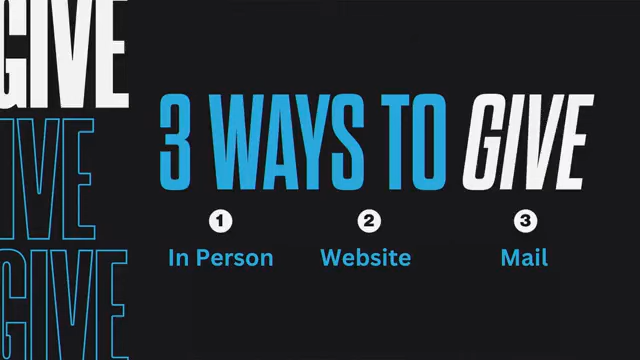 GIVE
IVE
GIVE
3 WAYS TO GIVE
1 2 3
In Person Website Mail